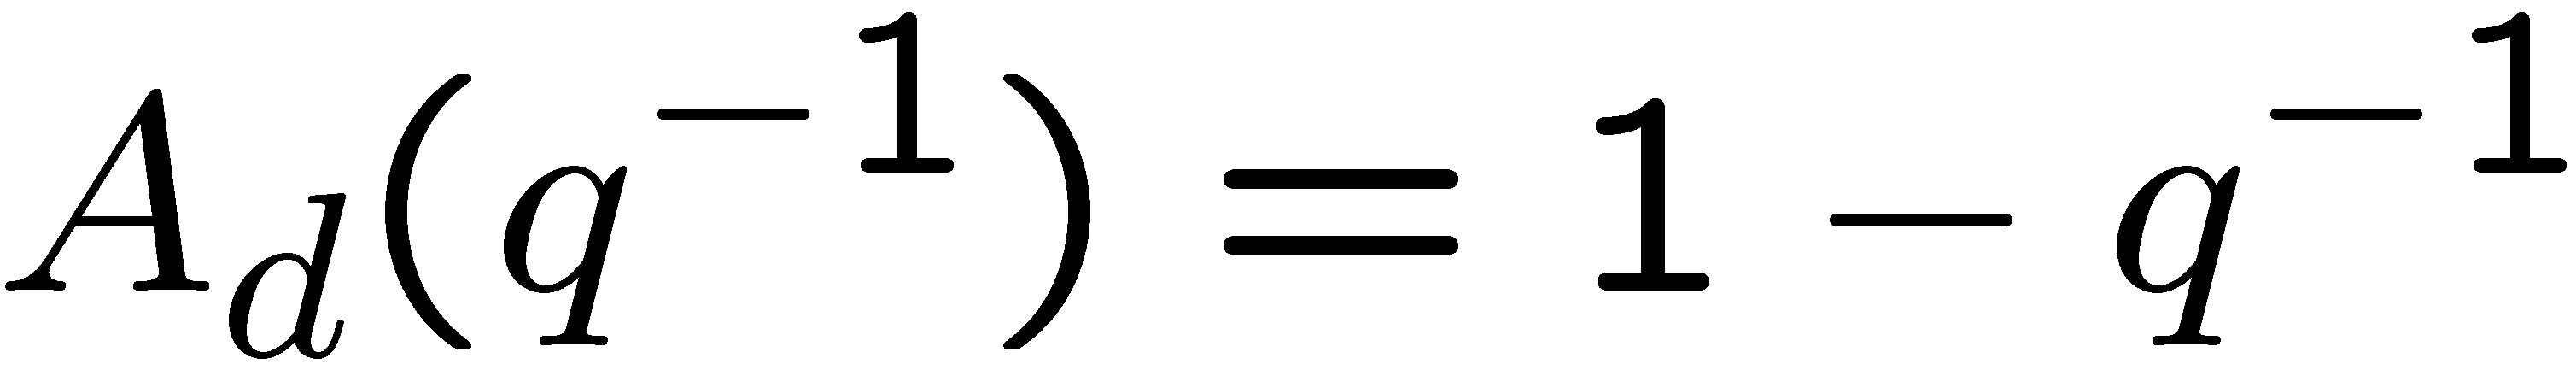 A_d(q^{-1}) = 1 - q^{-1}